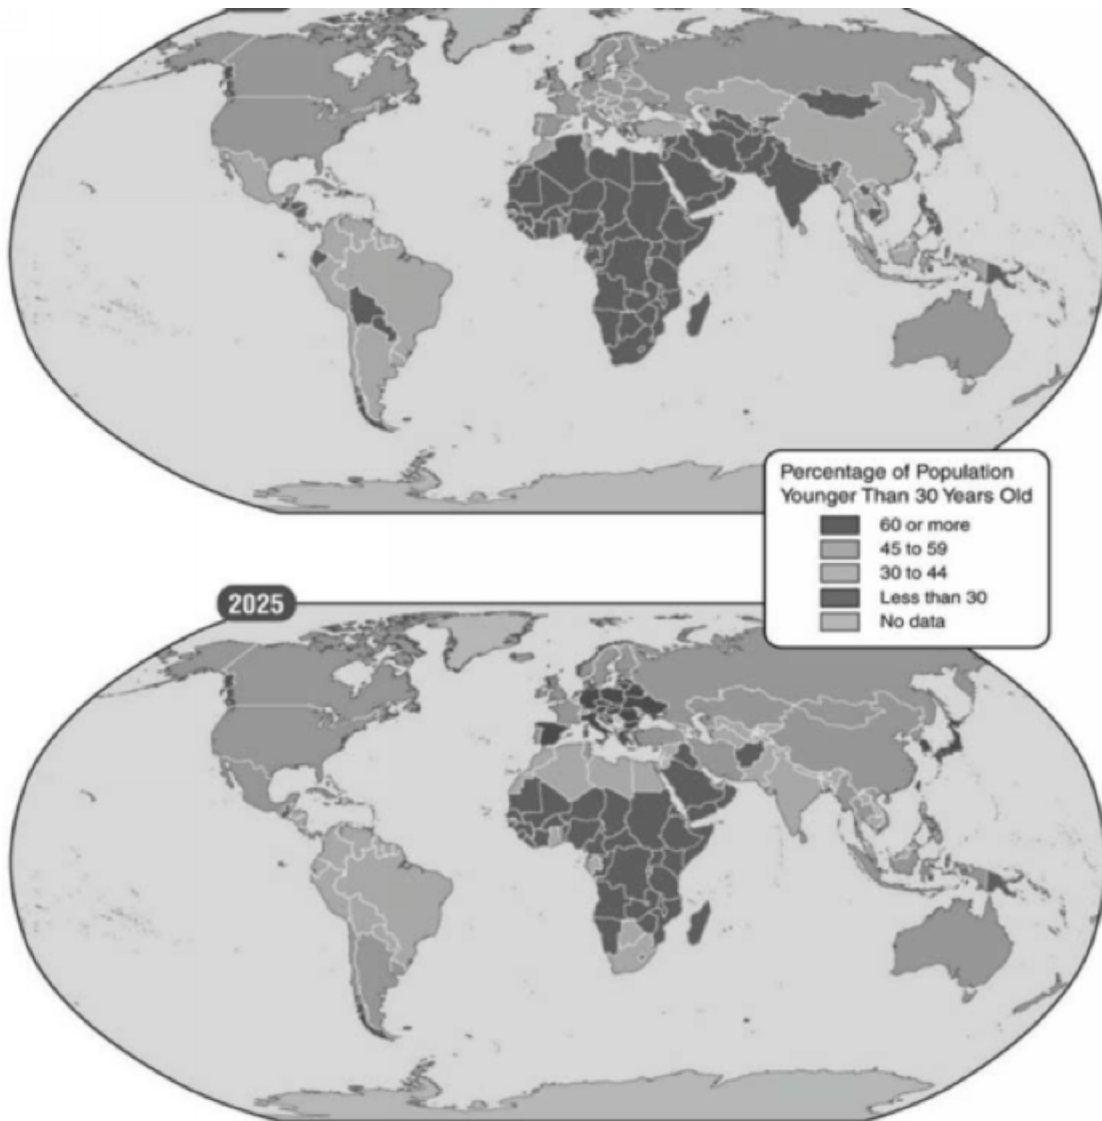 Percentage of Population
Younger Than 30 Years Old
60 or more
45 to 59
30 to 44
Less than 30
No data
2025